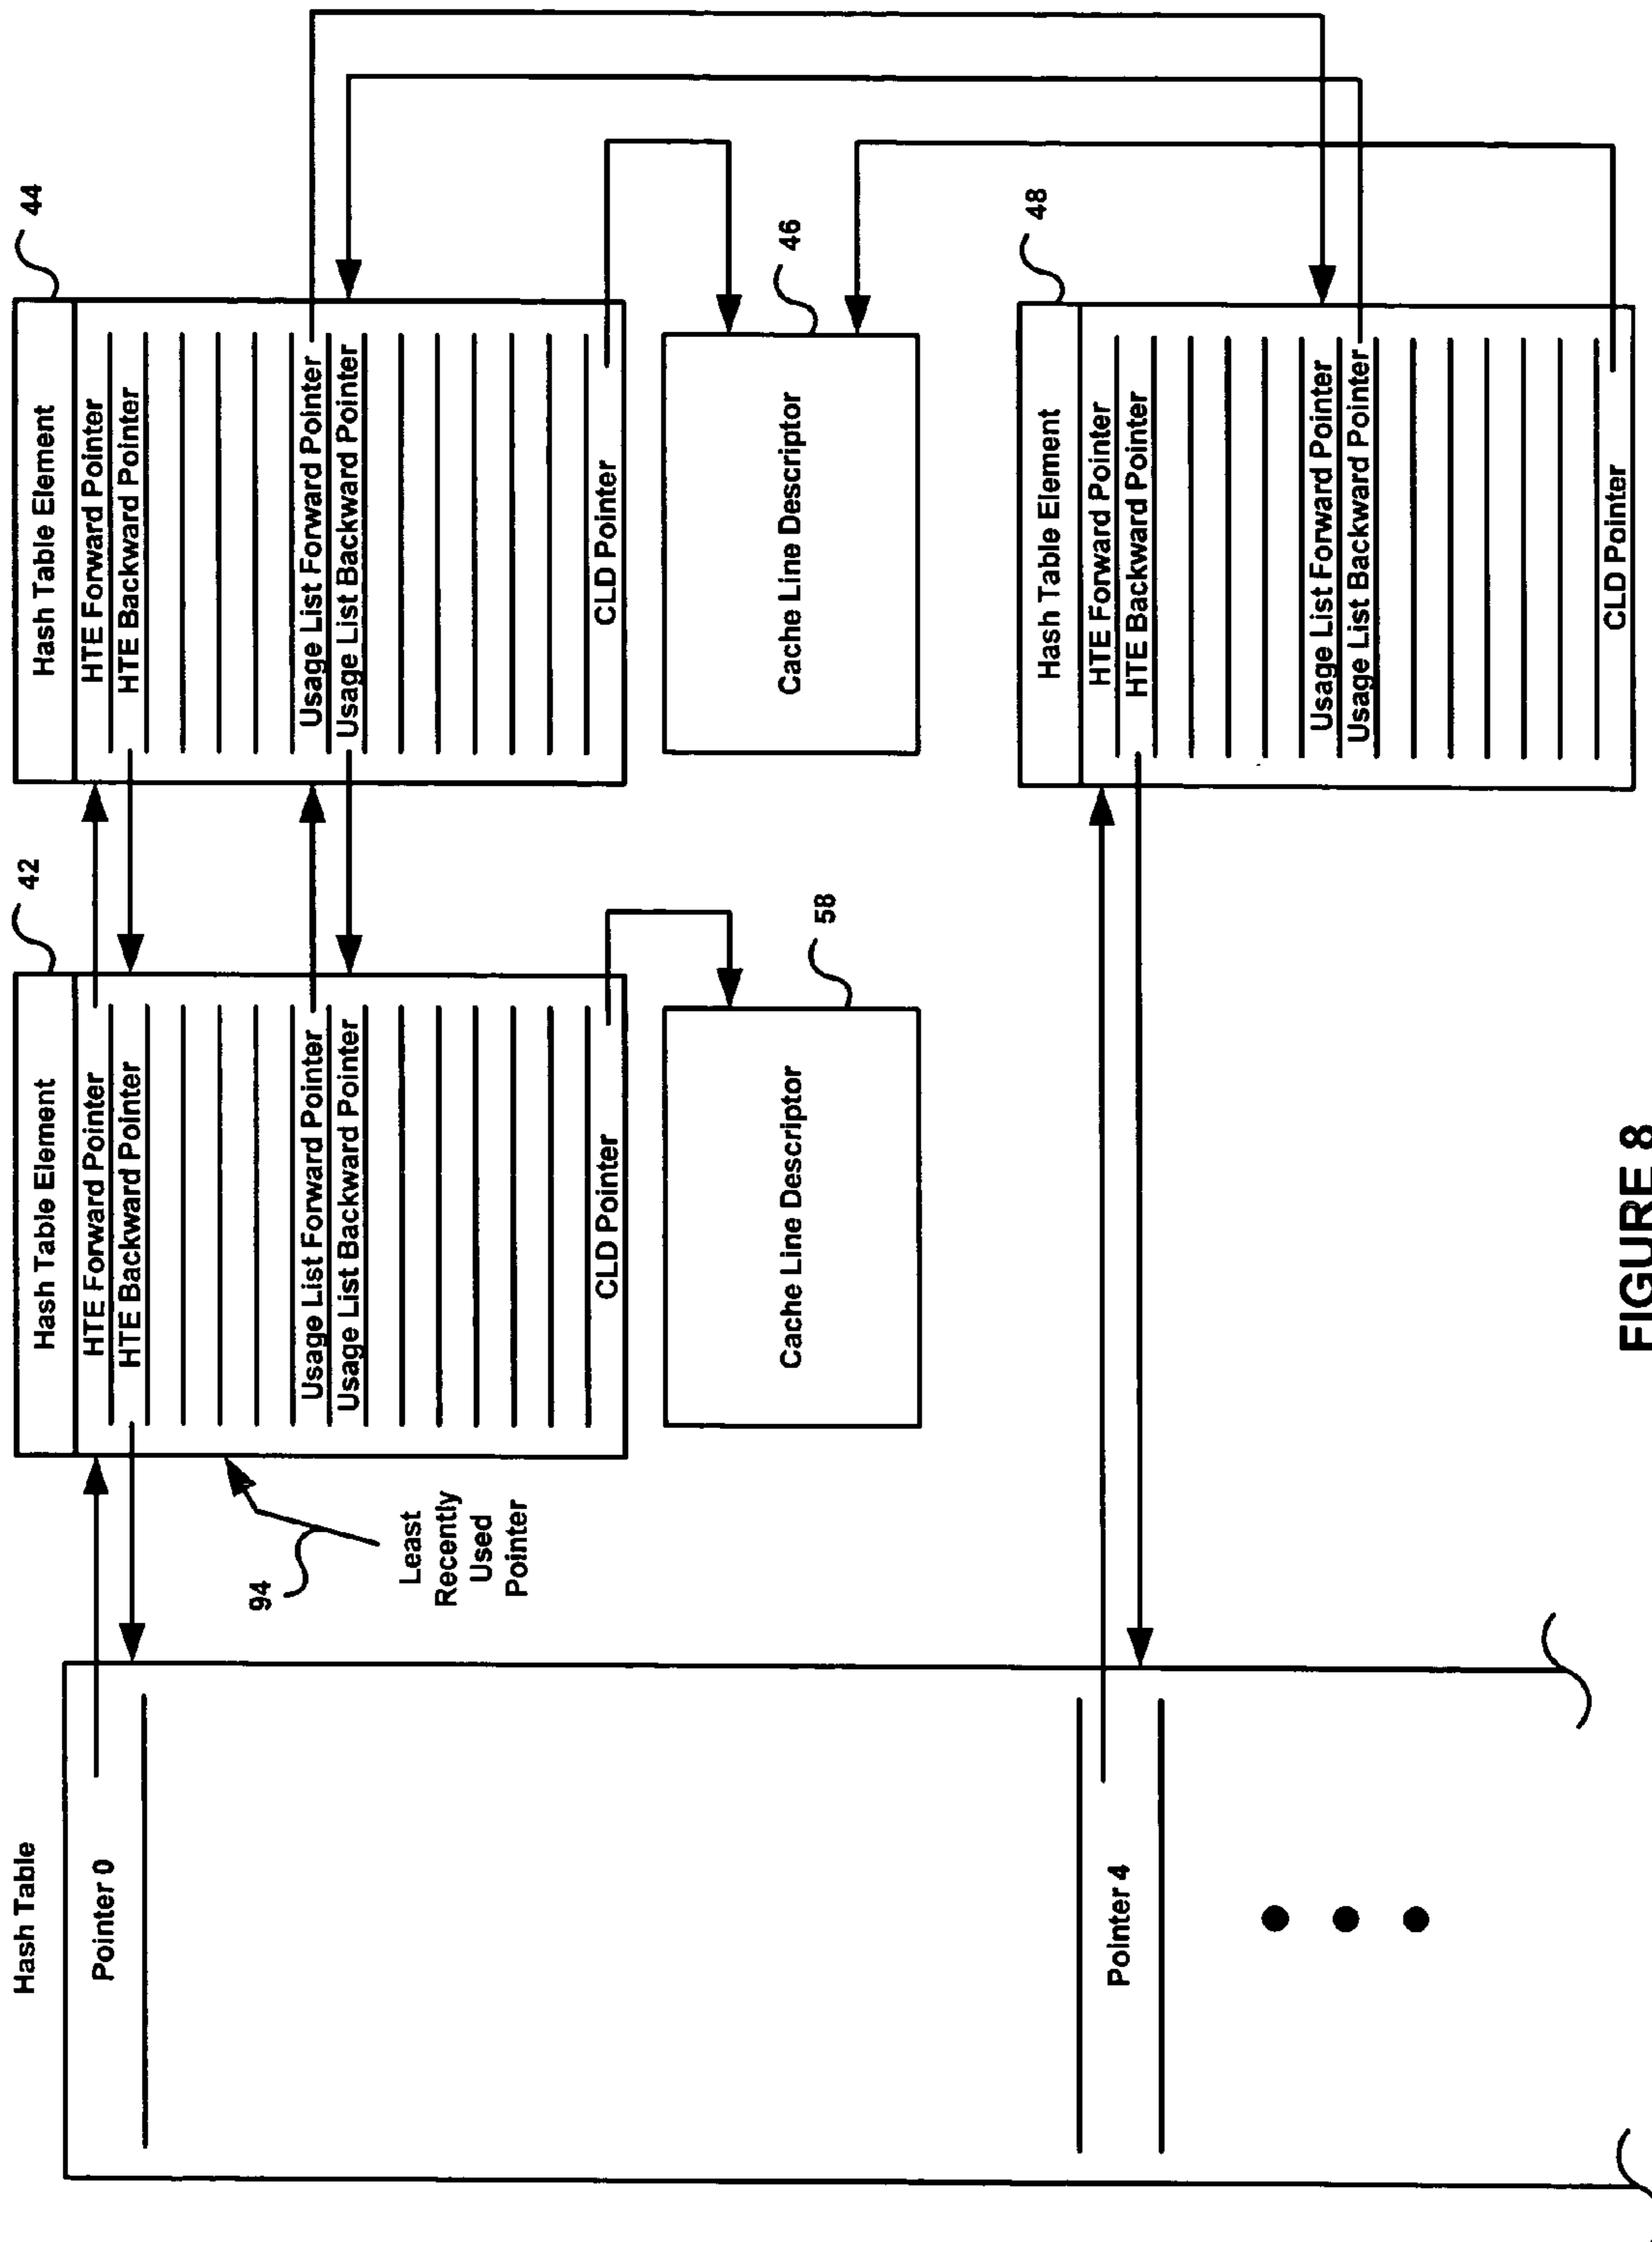 Hash Table
Pointer 0
Pointer 4
94
Least
Recently
Used
Pointer
42
Hash Table Element
HTE Forward Pointer
HTE Backward Pointer
Usage List Forward Pointer
Usage List Backward Pointer
CLD Pointer
58
Cache Line Descriptor
44
Hash Table Element
HTE Forward Pointer
HTE Backward Pointer
Usage List Forward Pointer
Usage List Backward Pointer
CLD Pointer
46
Cache Line Descriptor
48
Hash Table Element
HTE Forward Pointer
HTE Backward Pointer
Usage List Forward Pointer
Usage List Backward Pointer
CLD Pointer
FIGURE 8